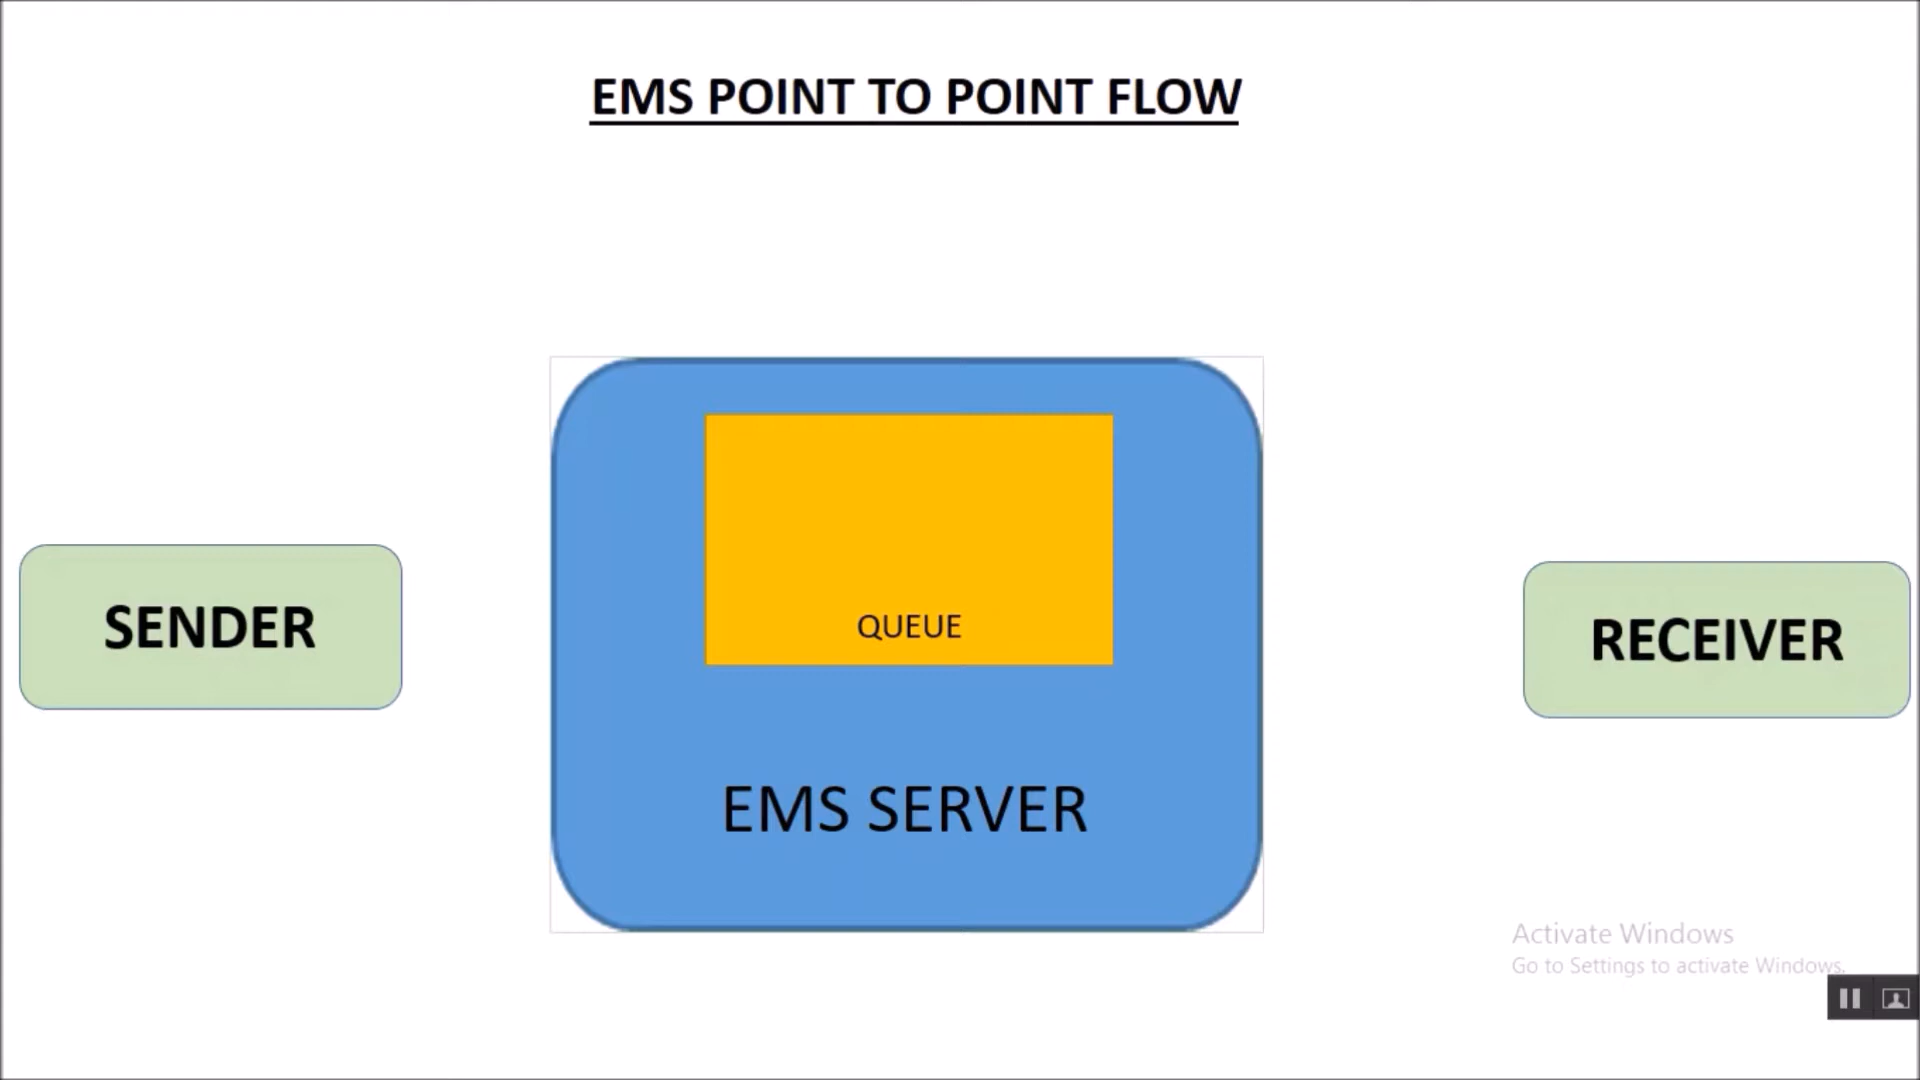 EMS POINT TO POINT FLOW
QUEUE
SENDER
RECEIVER
EMS SERVER
Activate Windows
Go to Settings to activate Windows.